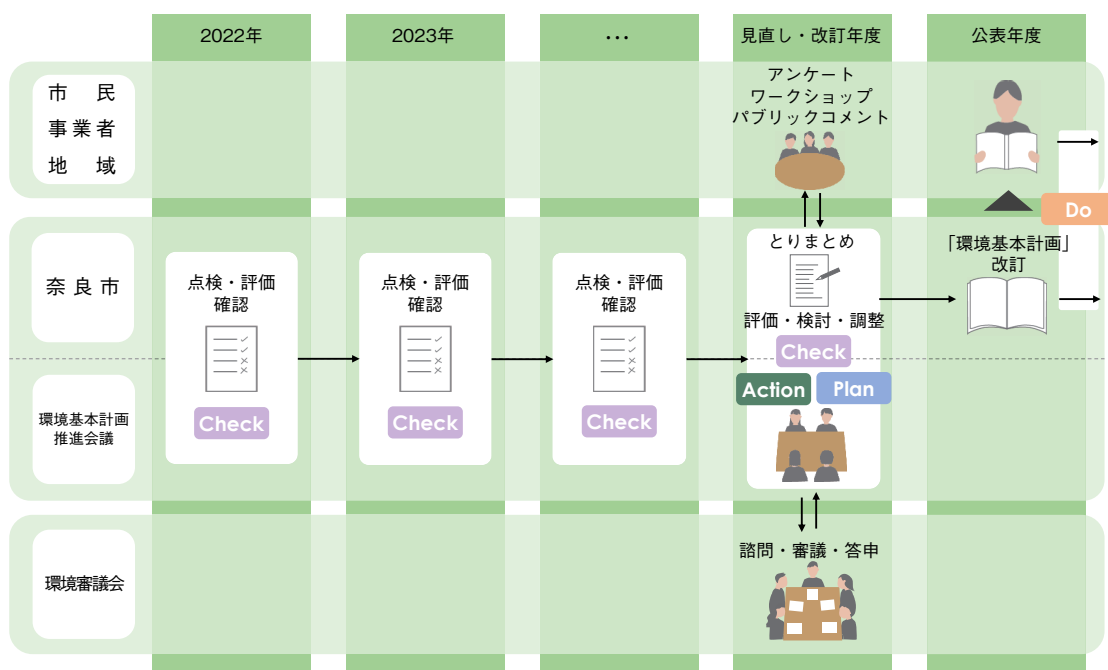 2022年
2023年
・・・
見直し・改訂年度
公表年度
市民
事業者
地域
アンケート
ワークショップ
パブリックコメント
Do
奈良市
点検・評価
確認
Check
点検・評価
確認
Check
点検・評価
確認
Check
とりまとめ
評価・検討・調整
Check
Action
Plan
「環境基本計画」
改訂
環境基本計画
推進会議
環境審議会
諮問・審議・答申